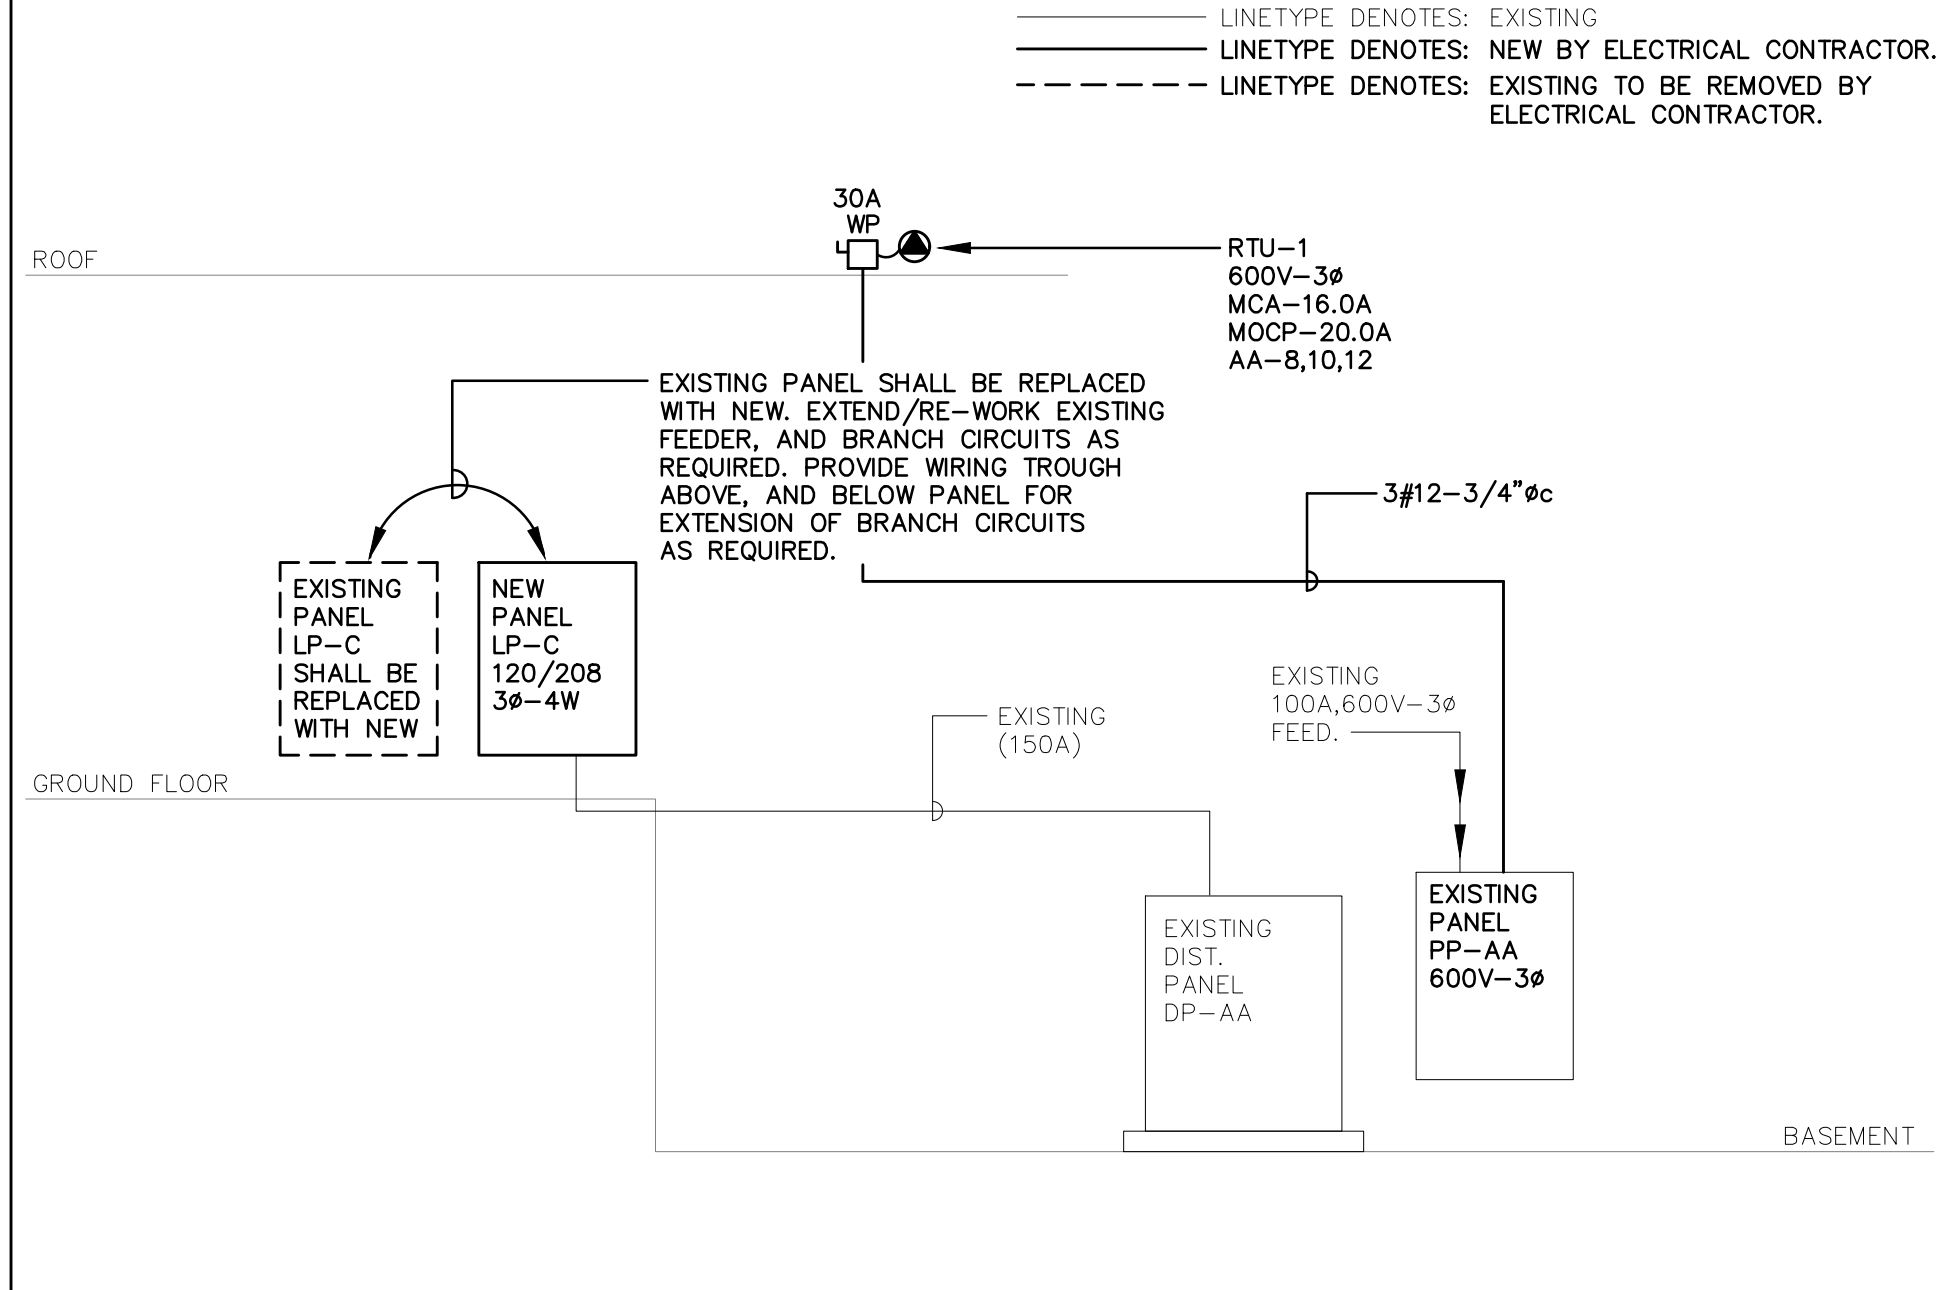 LINETYPE DENOTES: EXISTING
LINETYPE DENOTES: NEW BY ELECTRICAL CONTRACTOR.
LINETYPE DENOTES: EXISTING TO BE REMOVED BY
ELECTRICAL CONTRACTOR.
30A
WP
ROOF
RTU-1
600V-3ø
MCA-16.0A
MOCP-20.0A
AA-8,10,12
EXISTING PANEL SHALL BE REPLACED
WITH NEW. EXTEND/RE-WORK EXISTING
FEEDER, AND BRANCH CIRCUITS AS
REQUIRED. PROVIDE WIRING TROUGH
ABOVE, AND BELOW PANEL FOR
EXTENSION OF BRANCH CIRCUITS
AS REQUIRED.
3#12-3/4"øc
EXISTING
PANEL
LP-C
SHALL BE
REPLACED
WITH NEW
NEW
PANEL
LP-C
120/208
3ø-4W
EXISTING
100A,600V-3ø
FEED.
EXISTING
(150A)
GROUND FLOOR
EXISTING
DIST.
PANEL
DP-AA
EXISTING
PANEL
PP-AA
600V-3ø
BASEMENT